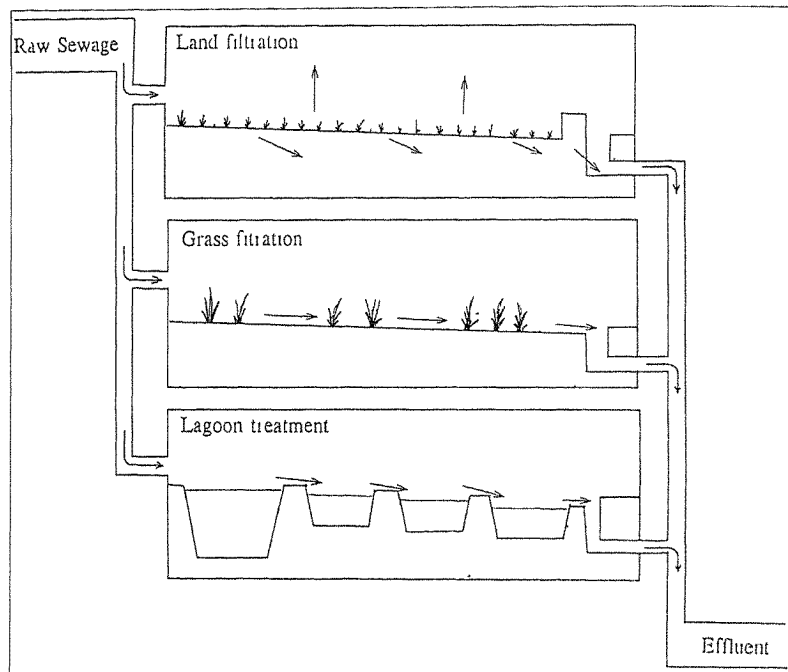 Raw Sewage
Land filtration
Grass filtration
Lagoon treatment
Effluent